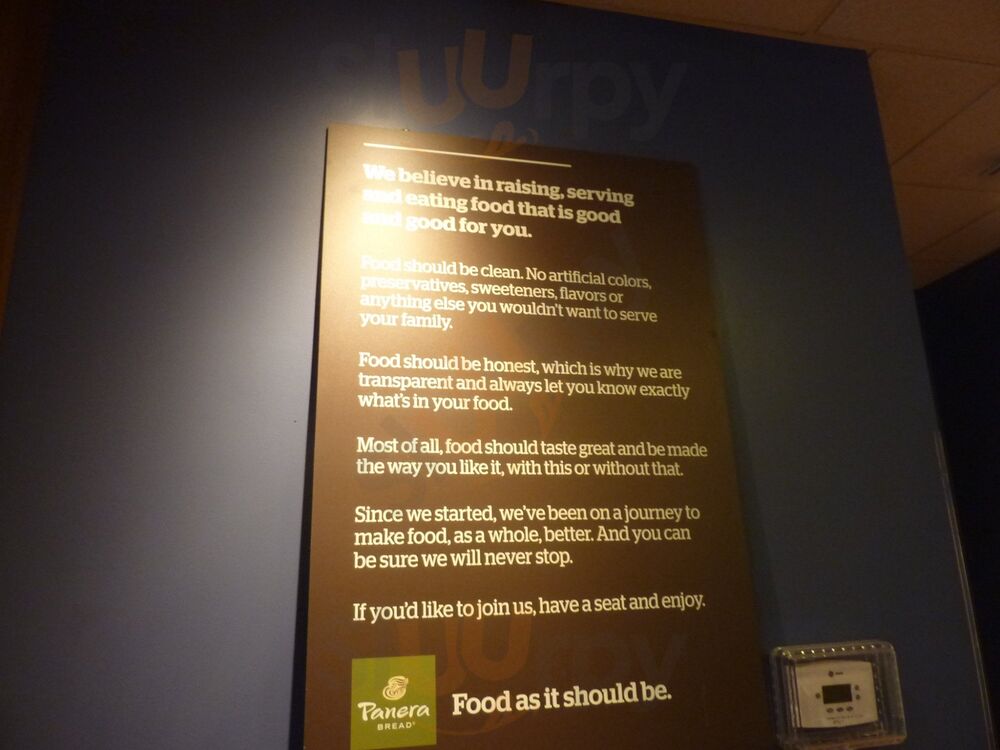 We believe in raising, serving
and eating food that is good
and good for you.
Food should be clean. No artificial colors,
preservatives, sweeteners, flavors or
anything else you wouldn't want to serve
your family.
Food should be honest, which is why we are
transparent and always let you know exactly
what's in your food.
Most of all, food should taste great and be made
the way you like it, with this or without that.
Since we started, we've been on a journey to
make food, as a whole, better. And you can
be sure we will never stop.
If you'd like to join us, have a seat and enjoy.
Panera
BREAD®
Food as it should be.